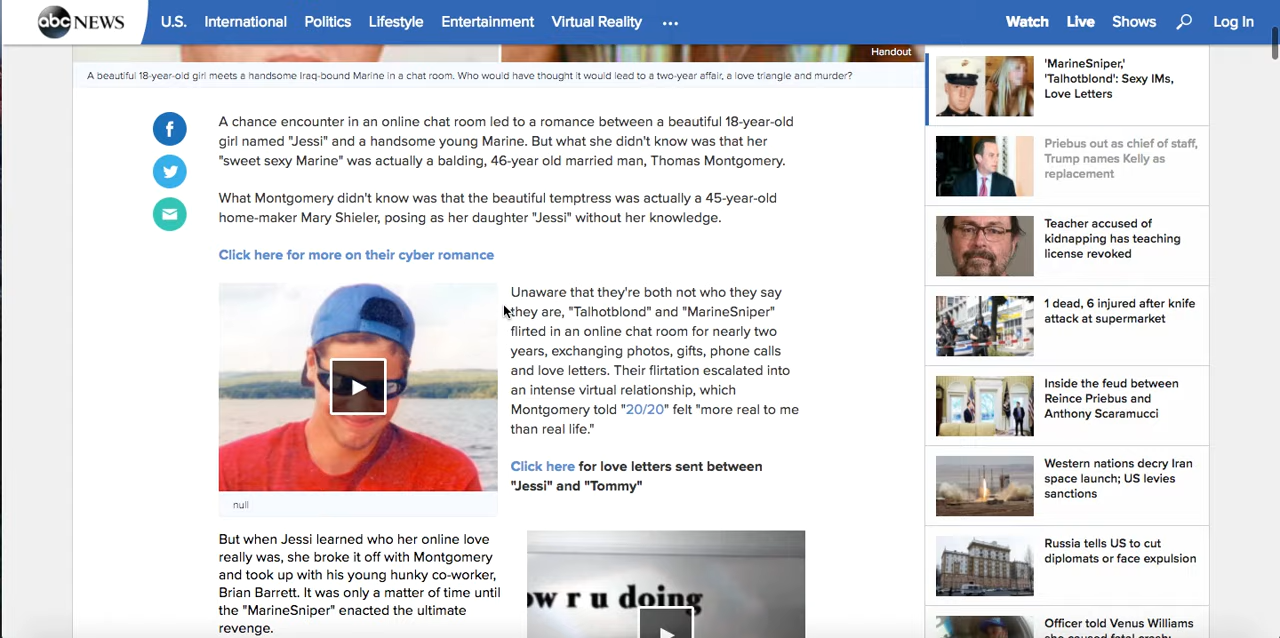 abc NEWS U.S. International Politics Lifestyle Entertainment Virtual Reality ... Watch Live Shows Log In
Handout
A beautiful 18-year-old girl meets a handsome Iraq-bound Marine in a chat room. Who would have thought it would lead to a two-year affair, a love triangle and murder?
A chance encounter in an online chat room led to a romance between a beautiful 18-year-old
girl named "Jessi" and a handsome young Marine. But what she didn't know was that her
"sweet sexy Marine" was actually a balding, 46-year old married man, Thomas Montgomery.
What Montgomery didn't know was that the beautiful temptress was actually a 45-year-old
home-maker Mary Shieler, posing as her daughter "Jessi" without her knowledge.
Click here for more on their cyber romance
Unaware that they're both not who they say
they are, "Talhotblond" and "MarineSniper"
flirted in an online chat room for nearly two
years, exchanging photos, gifts, phone calls
and love letters. Their flirtation escalated into
an intense virtual relationship, which
Montgomery told "20/20" felt "more real to me
than real life."
Click here for love letters sent between
"Jessi" and "Tommy"
null
But when Jessi learned who her online love
really was, she broke it off with Montgomery
and took up with his young hunky co-worker,
Brian Barett. It was only a matter of time until
the "MarineSniper" enacted the ultimate
revenge.
ow r u doing
'MarineSniper,'
'Talhotblond': Sexy IMs,
Love Letters
Priebus out as chief of staff,
Trump names Kelly as
replacement
Teacher accused of
kidnapping has teaching
license revoked
1 dead, 6 injured after knife
attack at supermarket
Inside the feud between
Reince Priebus and
Anthony Scaramucci
Western nations decry Iran
space launch; US levies
sanctions
Russia tells US to cut
diplomats or face expulsion
Officer told Venus Williams
she caused fatal crash: